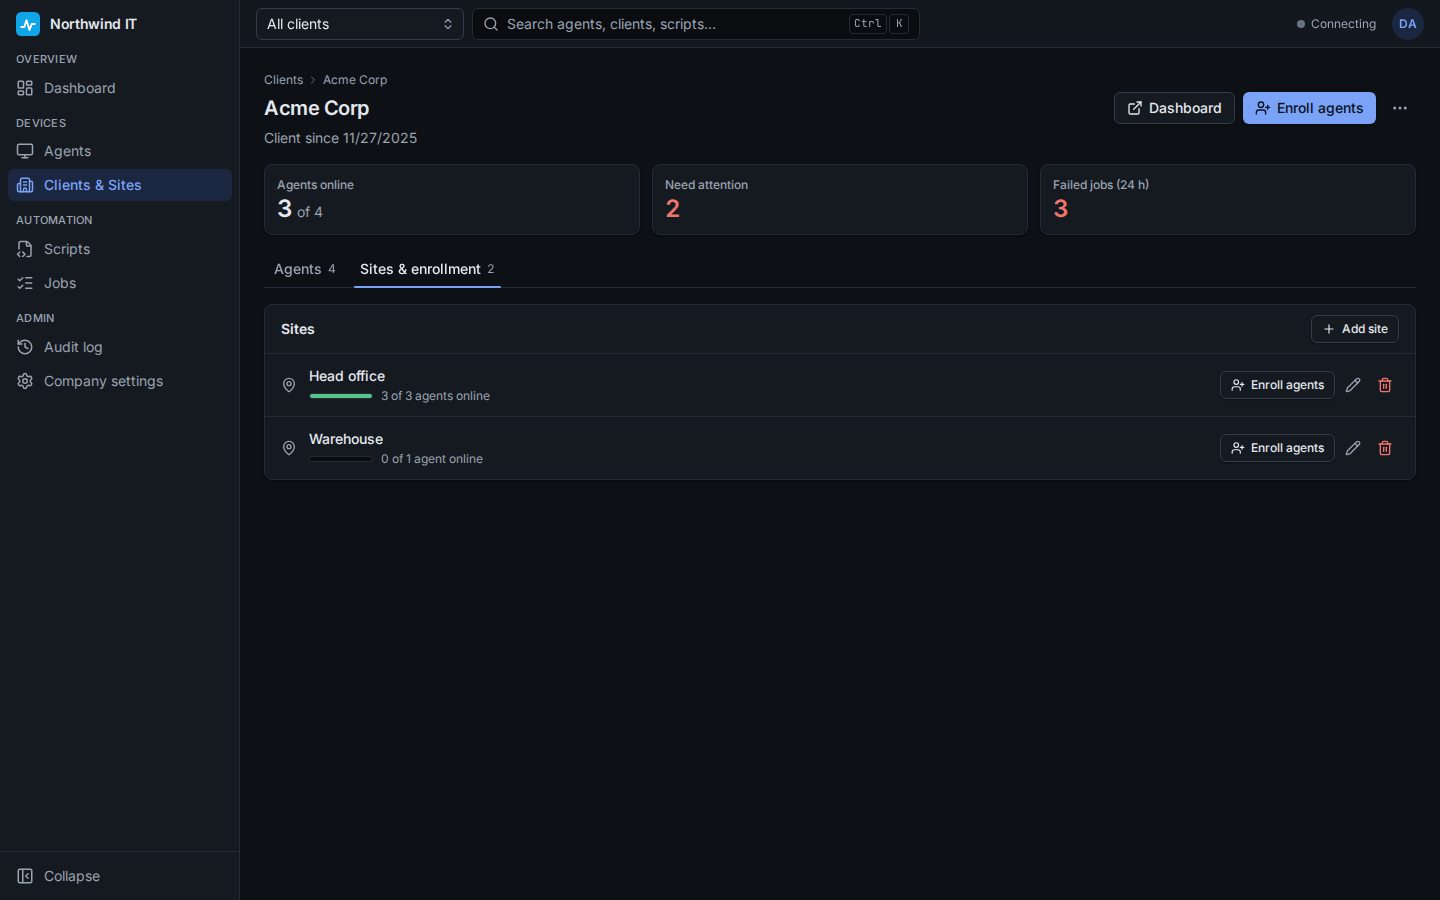 Northwind IT
All clients
Search agents, clients, scripts...
Ctrl K
Connecting
DA
OVERVIEW
Dashboard
DEVICES
Agents
Clients & Sites
AUTOMATION
Scripts
Jobs
ADMIN
Audit log
Company settings
Collapse
Clients > Acme Corp
Acme Corp
Client since 11/27/2025
Dashboard
Enroll agents
Agents online
3 of 4
Need attention
2
Failed jobs (24 h)
3
Agents 4
Sites & enrollment 2
Sites
Add site
Head office
3 of 3 agents online
Enroll agents
Warehouse
0 of 1 agent online
Enroll agents